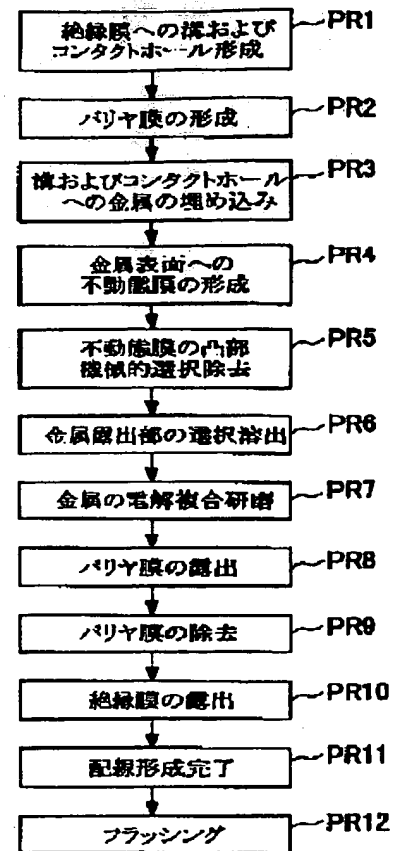 絶縁膜への溝および
コンタクトホール形成
PR1
バリヤ膜の形成
PR2
溝およびコンタクトホール
への金属の埋め込み
PR3
金属表面への
不動態膜の形成
PR4
不動態膜の凸部
機械的選択除去
PR5
金属露出部の選択溶出
PR6
金属の電解複合研磨
PR7
バリヤ膜の露出
PR8
バリヤ膜の除去
PR9
絶縁膜の露出
PR10
配線形成完了
PR11
フラッシング
PR12